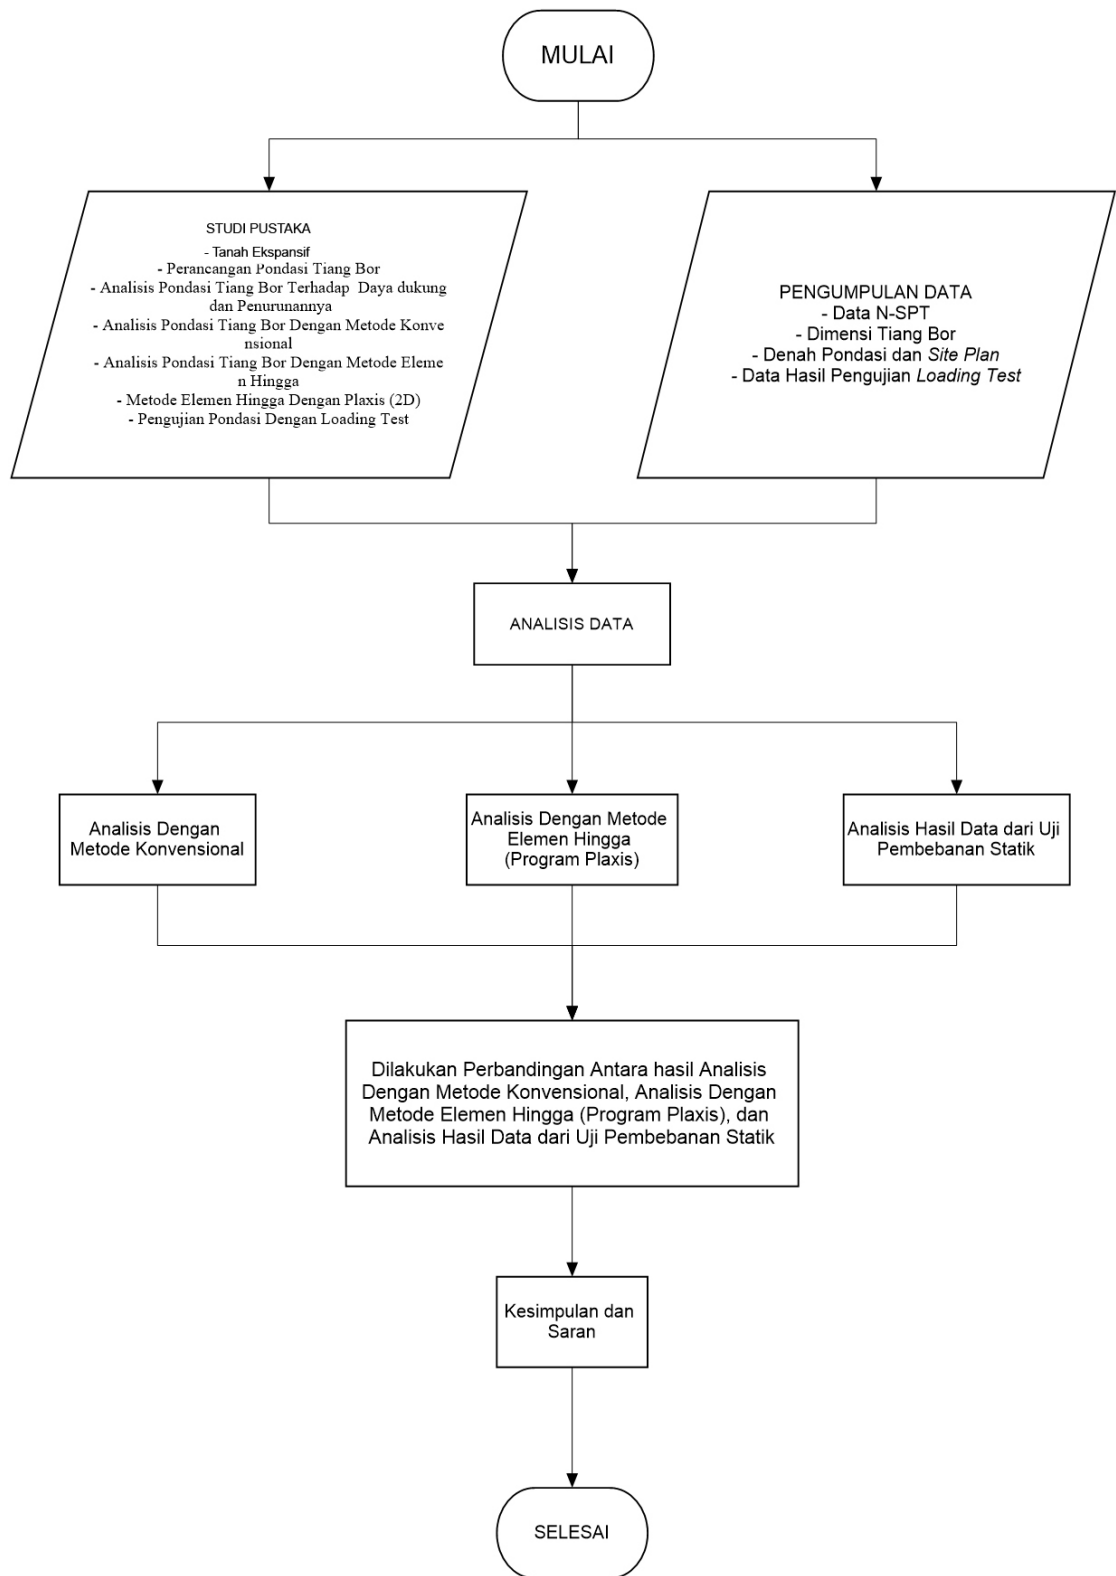 MULAI
STUDI PUSTAKA
- Tanah Ekspansif
- Perancangan Pondasi Tiang Bor
- Analisis Pondasi Tiang Bor Terhadap Daya dukung
dan Penurunannya
- Analisis Pondasi Tiang Bor Dengan Metode Konve
nsional
- Analisis Pondasi Tiang Bor Dengan Metode Eleme
n Hingga
- Metode Elemen Hingga Dengan Plaxis (2D)
- Pengujian Pondasi Dengan Loading Test
PENGUMPULAN DATA
- Data N-SPT
- Dimensi Tiang Bor
- Denah Pondasi dan Site Plan
- Data Hasil Pengujian Loading Test
ANALISIS DATA
Analisis Dengan
Metode Konvensional
Analisis Dengan Metode
Elemen Hingga
(Program Plaxis)
Analisis Hasil Data dari Uji
Pembebanan Statik
Dilakukan Perbandingan Antara hasil Analisis
Dengan Metode Konvensional, Analisis Dengan
Metode Elemen Hingga (Program Plaxis), dan
Analisis Hasil Data dari Uji Pembebanan Statik
Kesimpulan dan
Saran
SELESAI